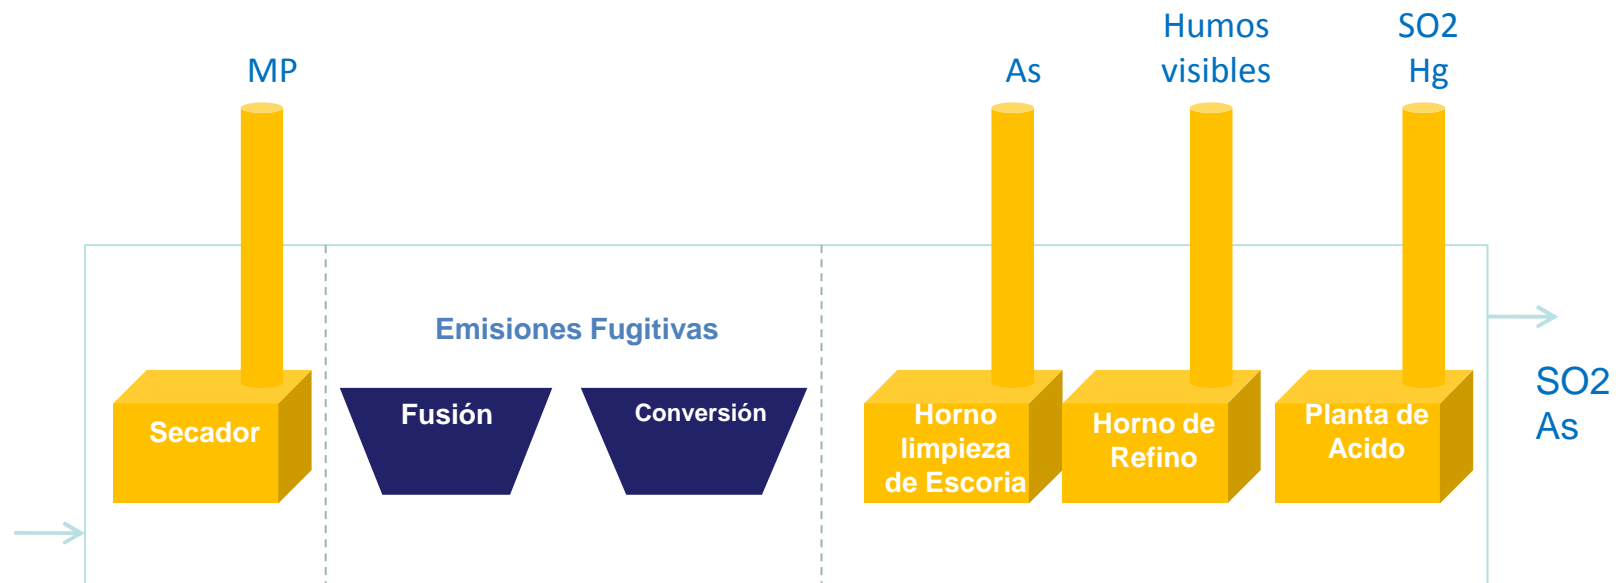 MP
As
Humos
visibles
SO2
Hg
Emisiones Fugitivas
Secador
Fusión
Conversión
Horno
limpieza
de Escoria
Horno de
Refino
Planta de
Acido
SO2
As